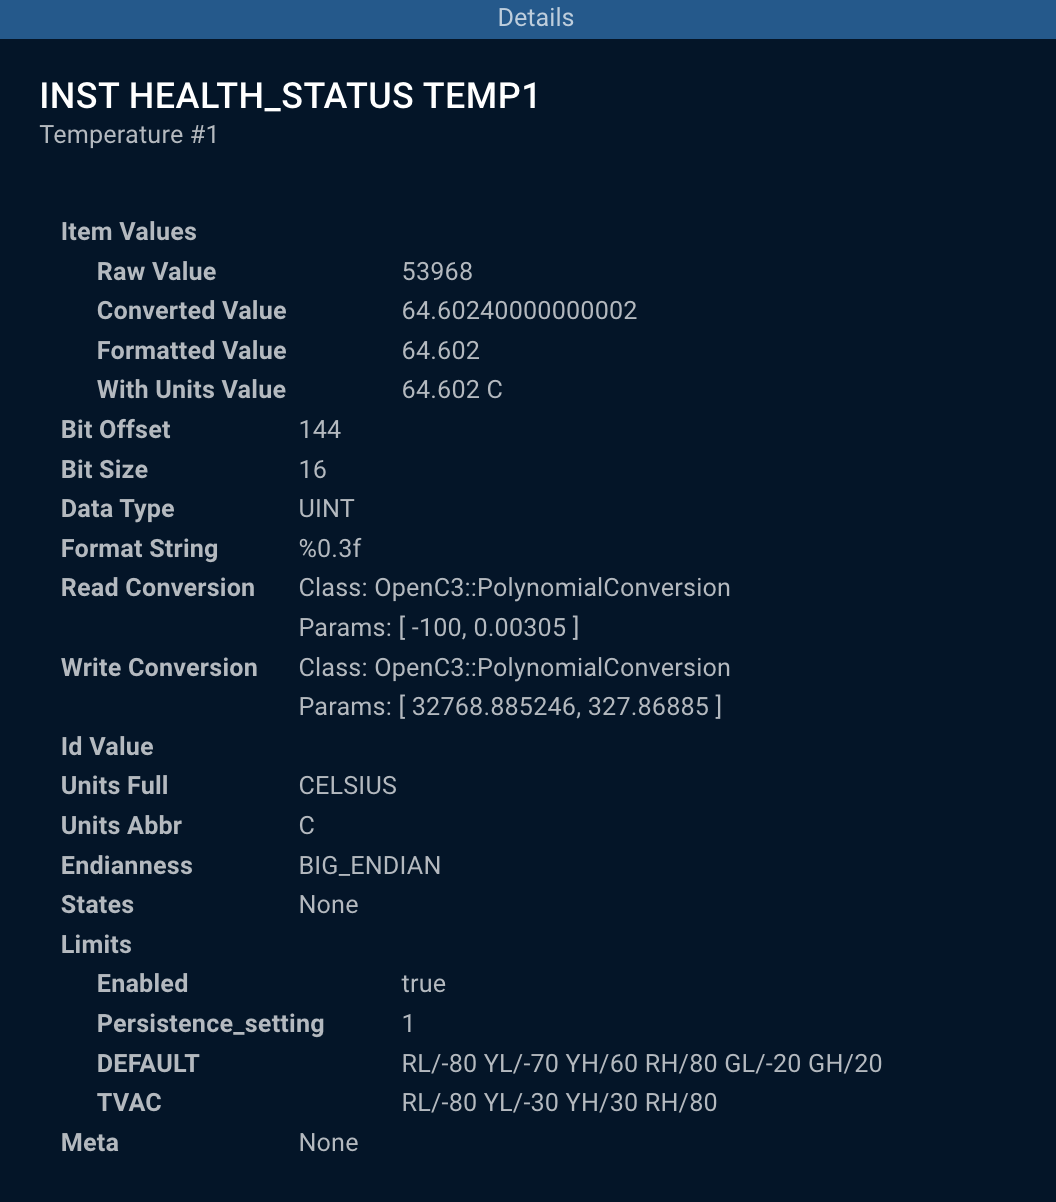 Details
INST HEALTH_STATUS TEMP1
Temperature #1
Item Values
Raw Value 53968
Converted Value 64.60240000000002
Formatted Value 64.602
With Units Value 64.602 C
Bit Offset 144
Bit Size 16
Data Type UINT
Format String %0.3f
Read Conversion Class: OpenC3::PolynomialConversion
Params: [ -100, 0.00305 ]
Write Conversion Class: OpenC3::PolynomialConversion
Params: [ 32768.885246, 327.86885 ]
Id Value
Units Full CELSIUS
Units Abbr C
Endianness BIG_ENDIAN
States None
Limits
Enabled true
Persistence_setting 1
DEFAULT RL/-80 YL/-70 YH/60 RH/80 GL/-20 GH/20
TVAC RL/-80 YL/-30 YH/30 RH/80
Meta None